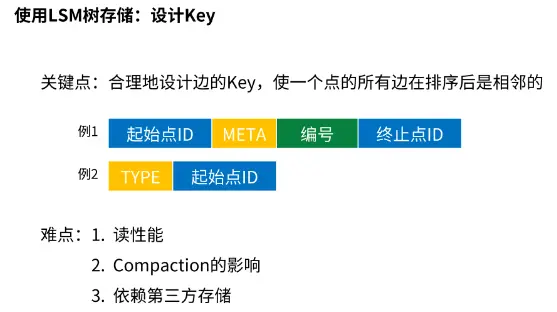 使用LSM树存储：设计Key
关键点：合理地设计边的Key，使一个点的所有边在排序后是相邻的
例1 起始点ID META 编号 终止点ID
例2 TYPE 起始点ID
难点：1. 读性能
2. Compaction的影响
3. 依赖第三方存储